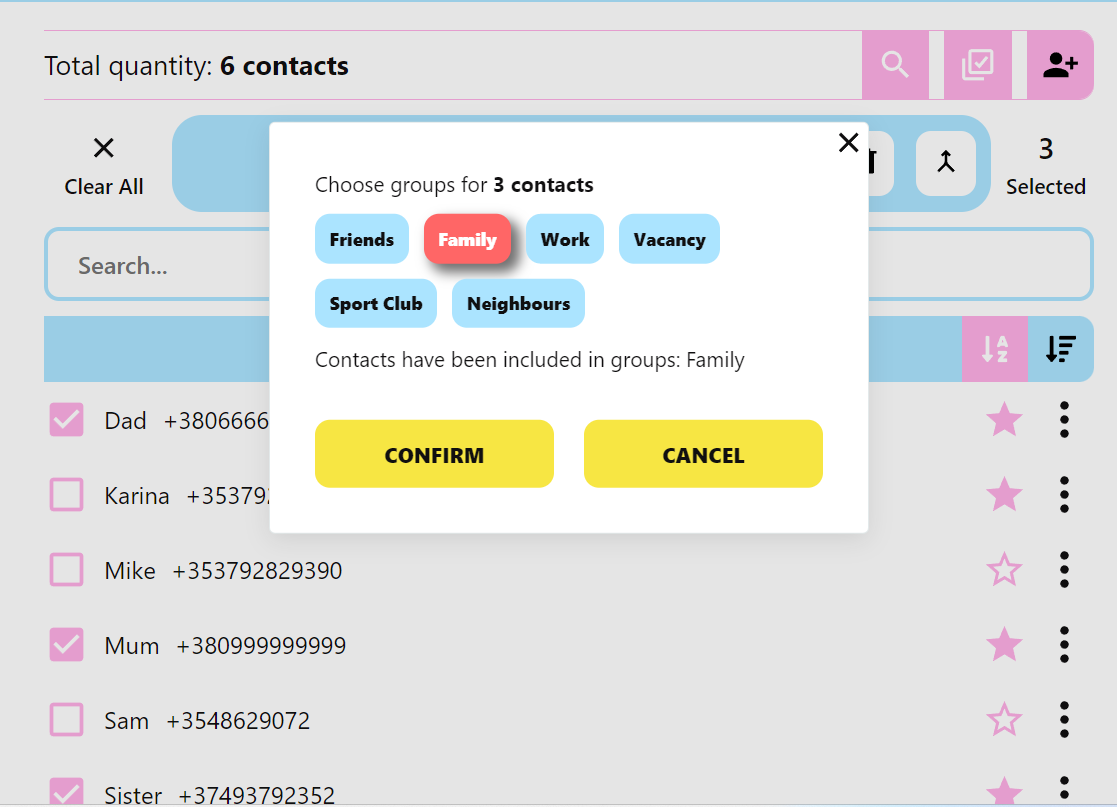 Total quantity: 6 contacts
Clear All
3
Selected
Search...
Choose groups for 3 contacts
Friends Family Work Vacancy
Sport Club Neighbours
Contacts have been included in groups: Family
CONFIRM CANCEL
A
Z
Dad +3806666
Karina +35379
Mike +353792829390
Mum +380999999999
Sam +3548629072
Sister +37493792352